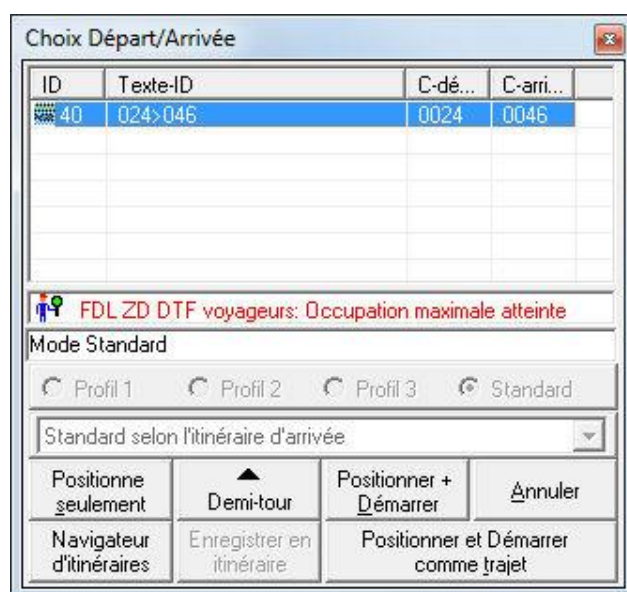 Choix Départ/Arrivée
ID Texte-ID C-dé... C-arri...
40 024>046 0024 0046
FDL ZD DTF voyageurs: Occupation maximale atteinte
Mode Standard
Profil 1 Profil 2 Profil 3 Standard
Standard selon l'itinéraire d'arrivée
Positionne seulement
Demi-tour
Positionner + Démarrer
Annuler
Navigateur d'itinéraires
Enregistrer en itinéraire
Positionner et Démarrer comme trajet